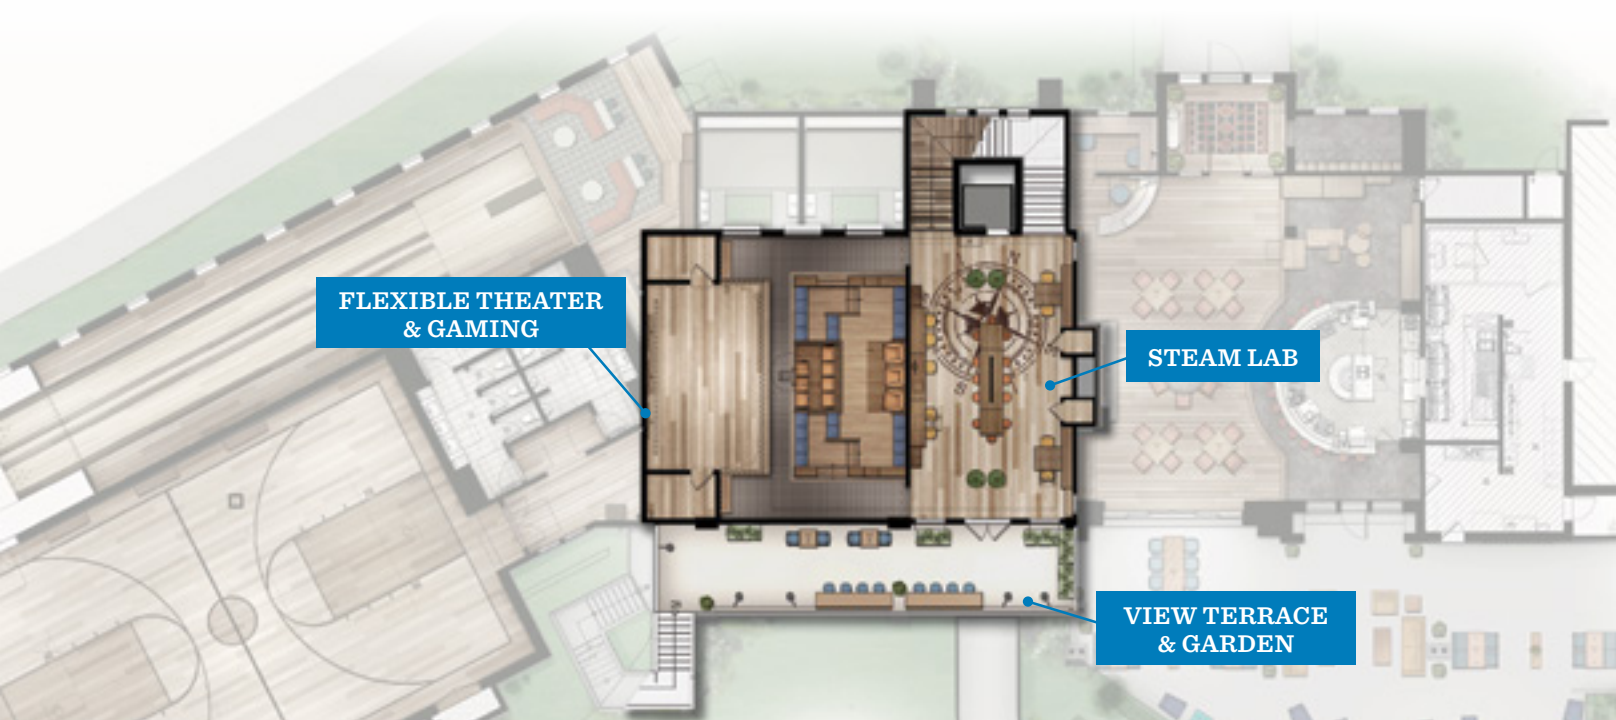 FLEXIBLE THEATER
& GAMING
STEAM LAB
VIEW TERRACE
& GARDEN